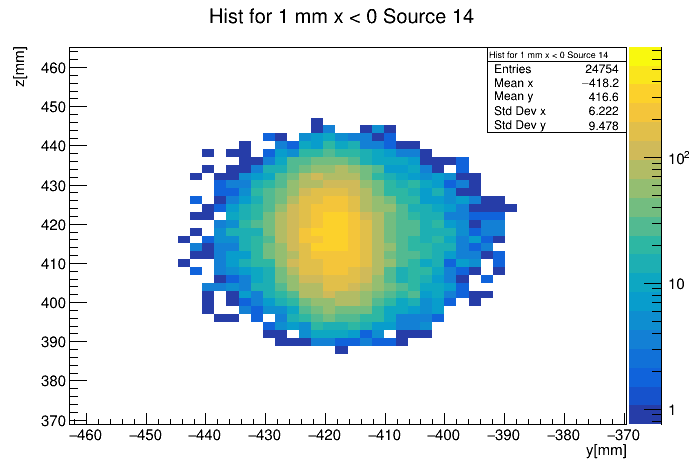 Hist for 1 mm x < 0 Source 14
z[mm]
Hist for 1 mm x < 0 Source 14
Entries 24754
Mean x −418.2
Mean y 416.6
Std Dev x 6.222
Std Dev y 9.478
460
450
440
430
420
410
400
390
380
370
10²
10
1
−460 −450 −440 −430 −420 −410 −400 −390 −380 −370
y[mm]